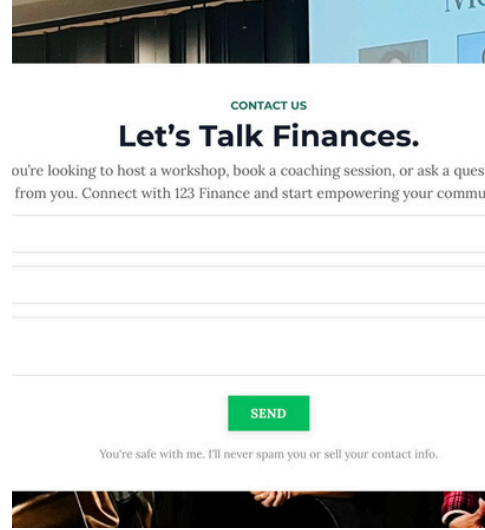 CONTACT US
Let's Talk Finances.
ou're looking to host a workshop, book a coaching session, or ask a ques
from you. Connect with 123 Finance and start empowering your commu
SEND
You're safe with me. I'll never spam you or sell your contact info.